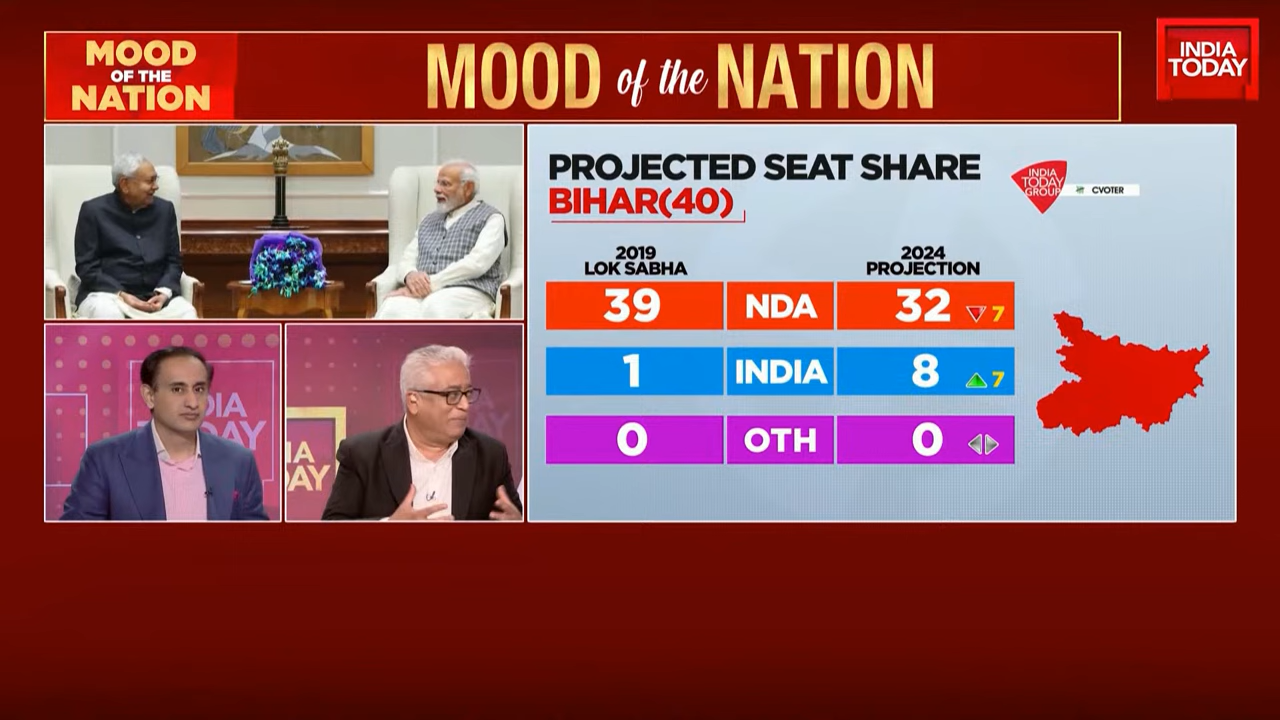 MOOD
OF THE
NATION
MOOD of the NATION
INDIA
TODAY
PROJECTED SEAT SHARE
BIHAR(40)
INDIA
TODAY
GROUP
CVOTER
2019
LOK SABHA
2024
PROJECTION
39 NDA 32 7
1 INDIA 8 7
0 OTH 0